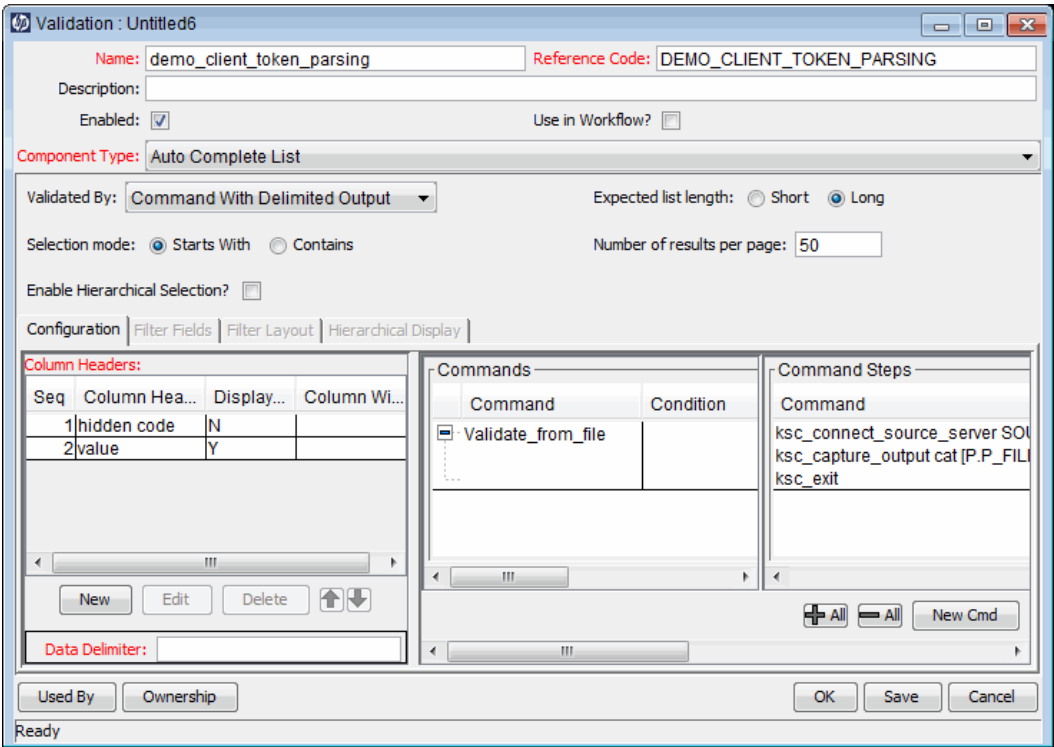 hp Validation : Untitled6
Name: demo_client_token_parsing Reference Code: DEMO_CLIENT_TOKEN_PARSING
Description:
Enabled: Use in Workflow?
Component Type: Auto Complete List
Validated By: Command With Delimited Output Expected list length: Short Long
Selection mode: Starts With Contains Number of results per page: 50
Enable Hierarchical Selection?
Configuration Filter Fields Filter Layout Hierarchical Display
Column Headers: Commands Command Steps
Seq Column Hea... Display... Column Wi... Command Condition Command
1 hidden code N Validate_from_file ksc_connect_source_server SOU
2 value Y ksc_capture_output cat [P.P_FIL
ksc_exit
New Edit Delete
All All New Cmd
Data Delimiter:
Used By Ownership OK Save Cancel
Ready